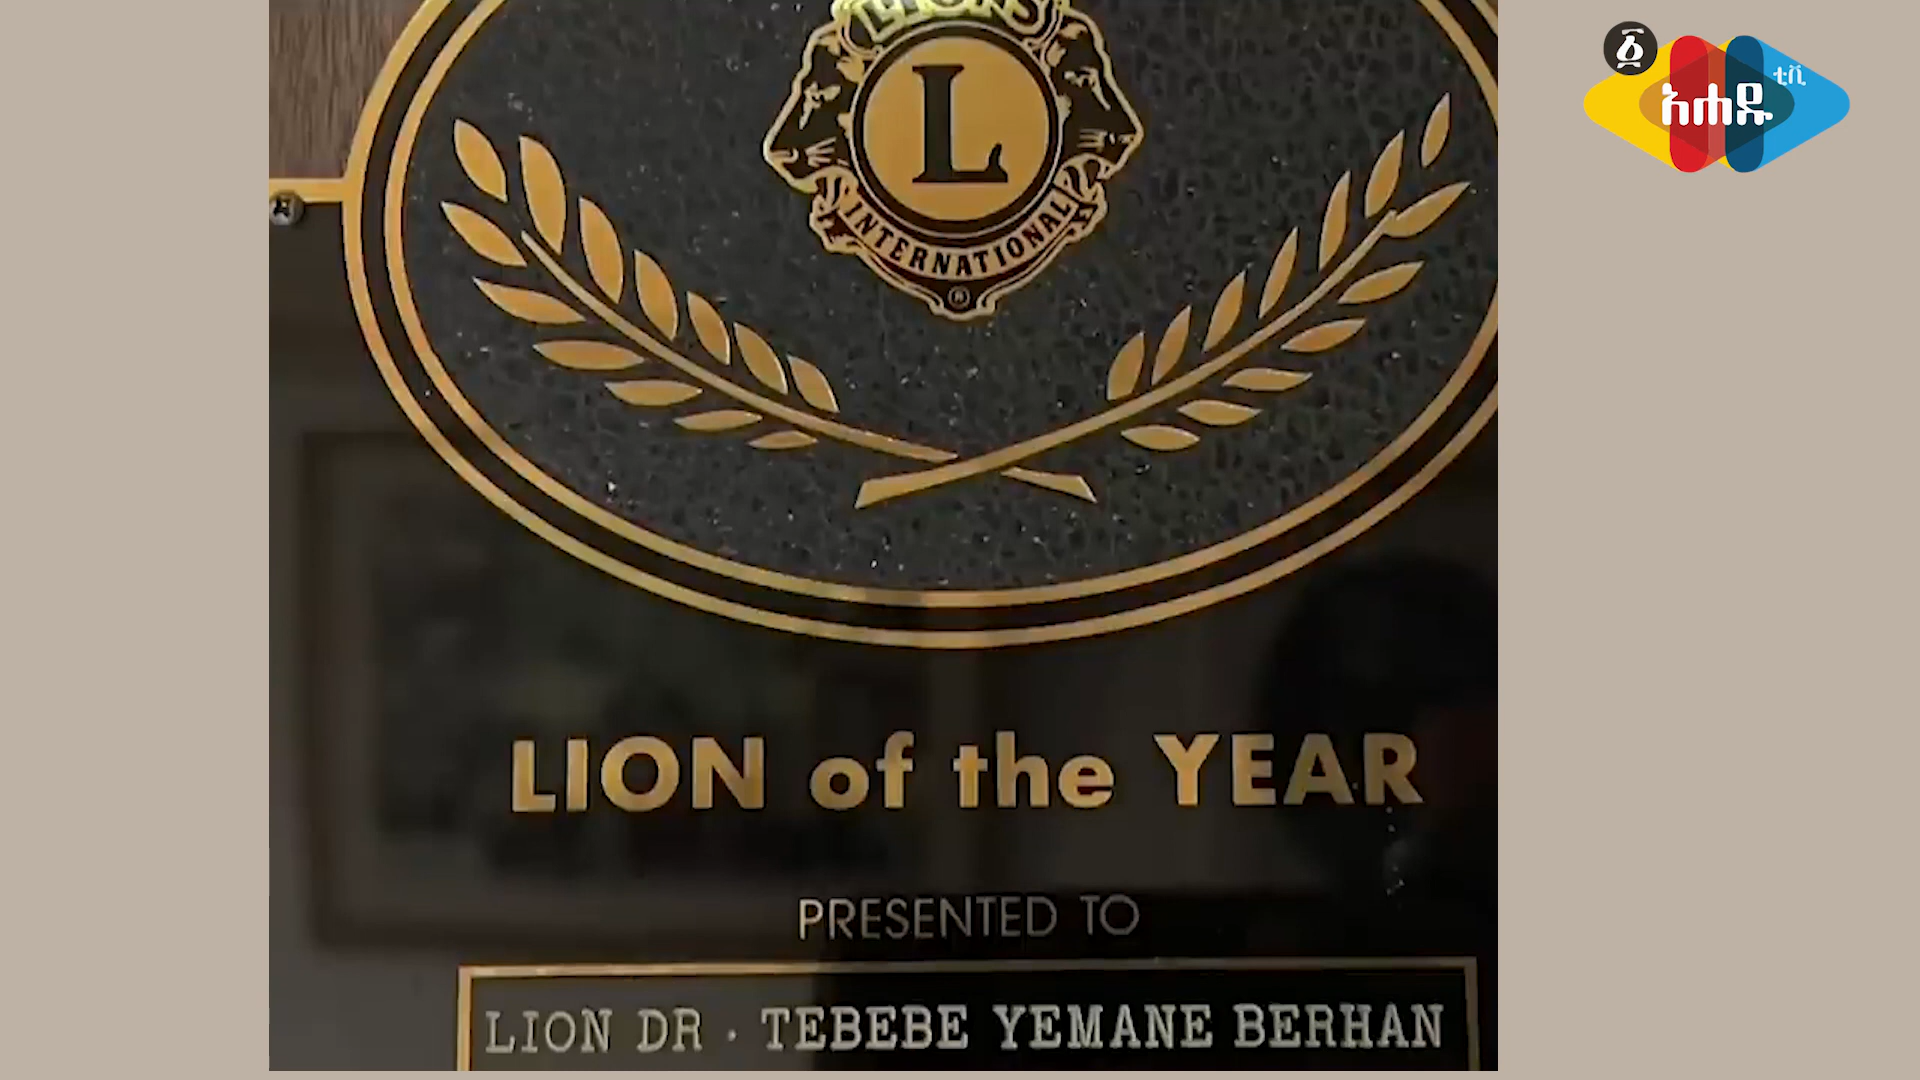 LIONS
L
INTERNATIONAL
®
LION of the YEAR
PRESENTED TO
LION DR . TEBEBE YEMANE BERHAN
አሐዱ
ቲቪ